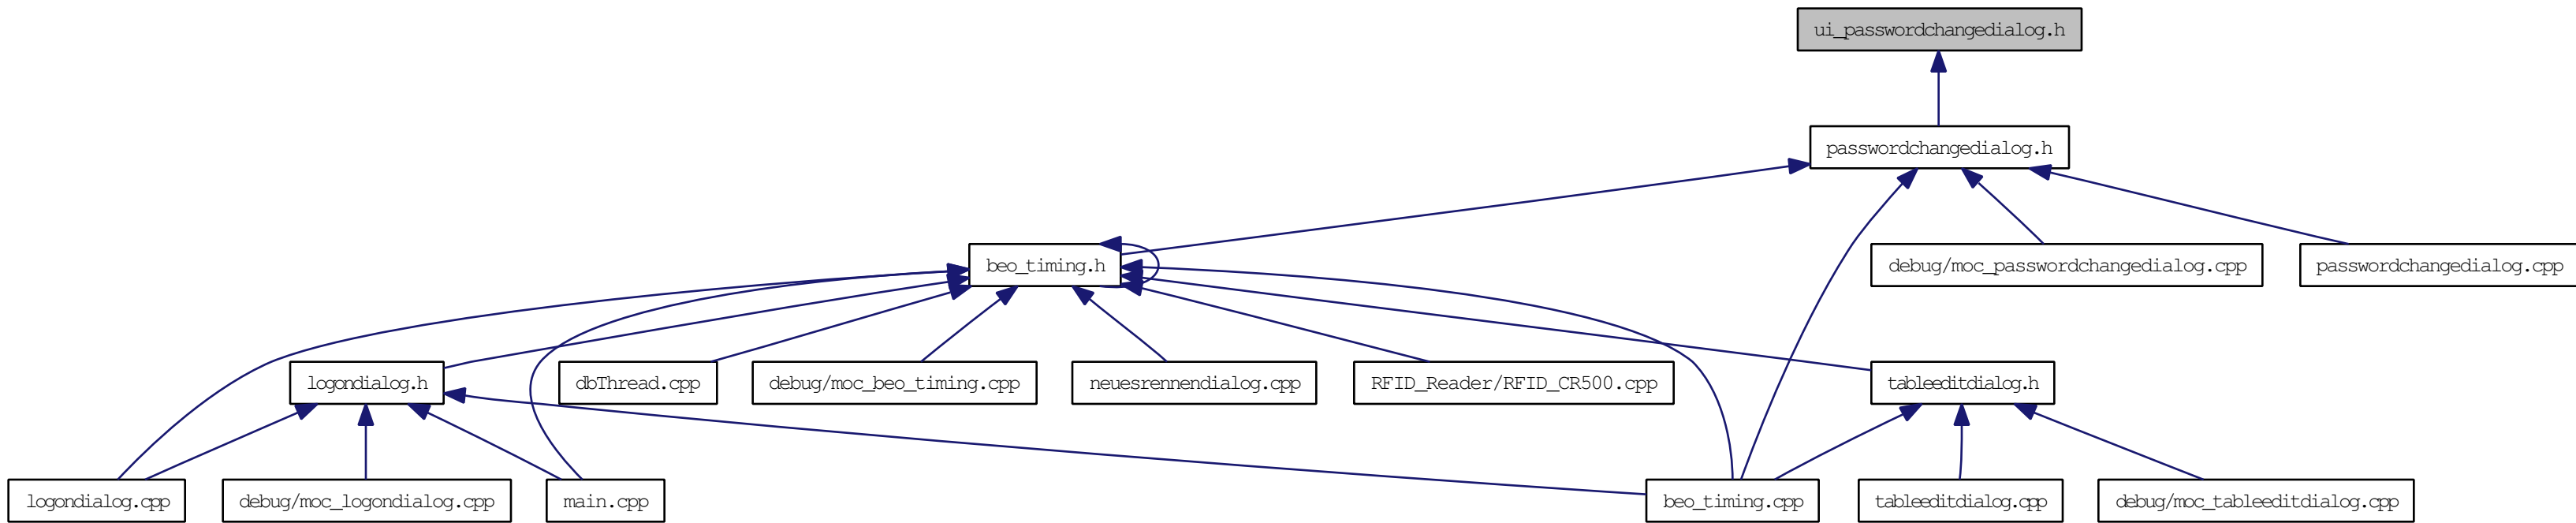 ui_passwordchangedialog.h
passwordchangedialog.h
beo_timing.h
debug/moc_passwordchangedialog.cpp
passwordchangedialog.cpp
logondialog.h
dbThread.cpp
debug/moc_beo_timing.cpp
neuesrennendialog.cpp
RFID_Reader/RFID_CR500.cpp
tableeditdialog.h
logondialog.cpp
debug/moc_logondialog.cpp
main.cpp
beo_timing.cpp
tableeditdialog.cpp
debug/moc_tableeditdialog.cpp